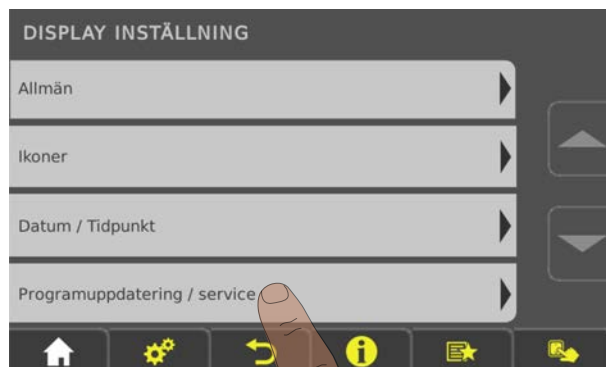 DISPLAY INSTÄLLNING
Allmän
Ikoner
Datum / Tidpunkt
Programuppdatering / service